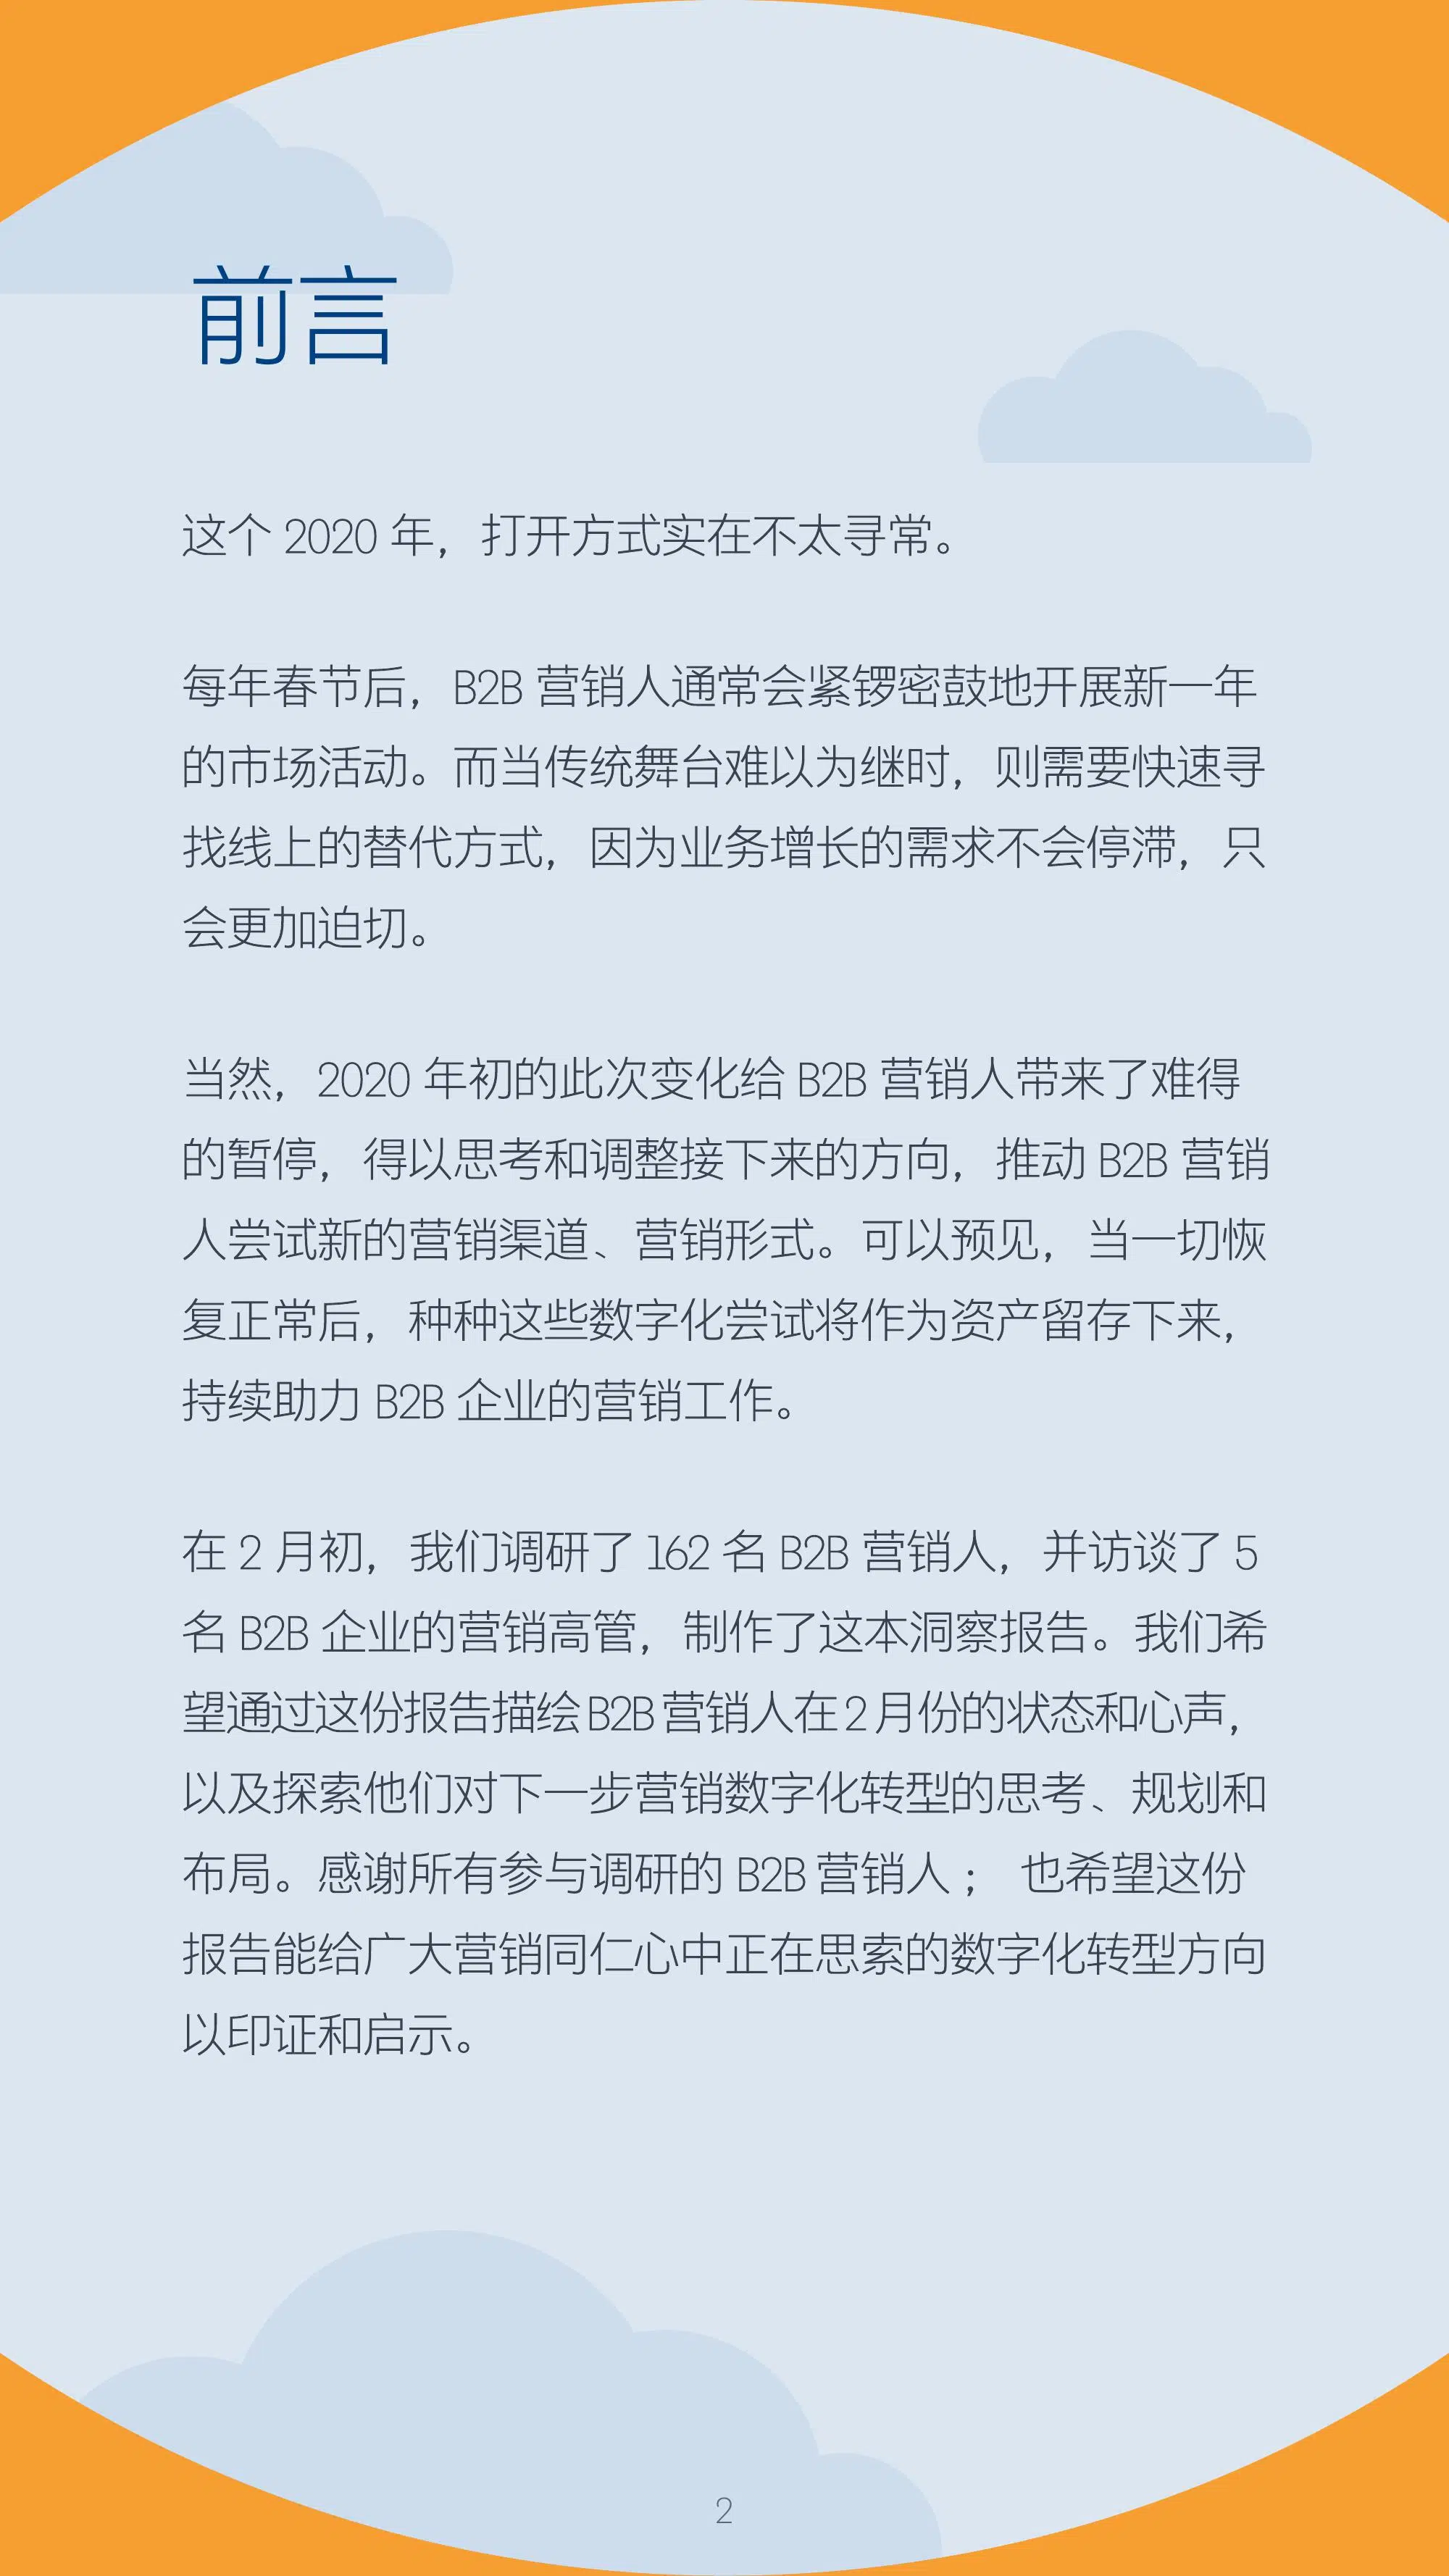 前言
这个 2020 年，打开方式实在不太寻常。
每年春节后，B2B 营销人通常会紧锣密鼓地开展新一年
的市场活动。而当传统舞台难以为继时，则需要快速寻
找线上的替代方式，因为业务增长的需求不会停滞，只
会更加迫切。
当然，2020 年初的此次变化给 B2B 营销人带来了难得
的暂停，得以思考和调整接下来的方向，推动 B2B 营销
人尝试新的营销渠道、营销形式。可以预见，当一切恢
复正常后，种种这些数字化尝试将作为资产留存下来，
持续助力 B2B 企业的营销工作。
在 2 月初，我们调研了 162 名 B2B 营销人，并访谈了 5
名 B2B 企业的营销高管，制作了这本洞察报告。我们希
望通过这份报告描绘 B2B 营销人在 2 月份的状态和心声，
以及探索他们对下一步营销数字化转型的思考、规划和
布局。感谢所有参与调研的 B2B 营销人； 也希望这份
报告能给广大营销同仁心中正在思索的数字化转型方向
以印证和启示。
2